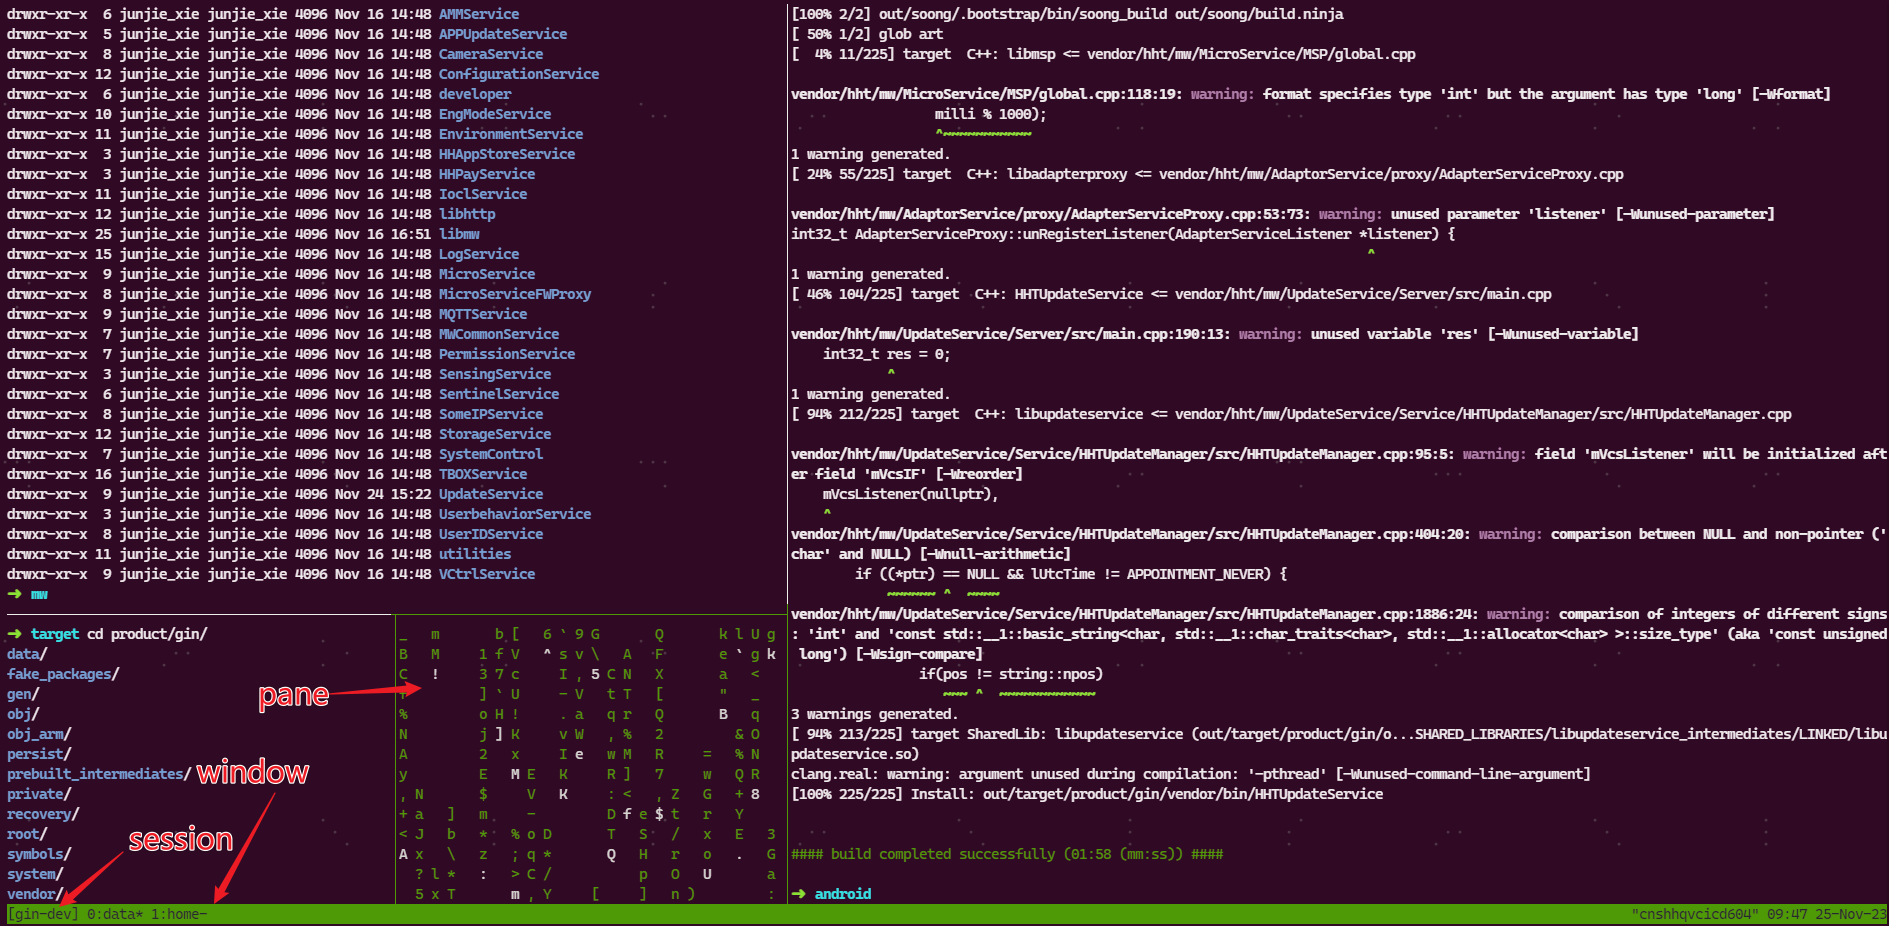 drwxr-xr-x  6 junjie_xie junjie_xie 4096 Nov 16 14:48 AMMService
drwxr-xr-x  5 junjie_xie junjie_xie 4096 Nov 16 14:48 APPUpdateService
drwxr-xr-x  8 junjie_xie junjie_xie 4096 Nov 16 14:48 CameraService
drwxr-xr-x 12 junjie_xie junjie_xie 4096 Nov 16 14:48 ConfigurationService
drwxr-xr-x  6 junjie_xie junjie_xie 4096 Nov 16 14:48 developer
drwxr-xr-x 10 junjie_xie junjie_xie 4096 Nov 16 14:48 EngModeService
drwxr-xr-x 11 junjie_xie junjie_xie 4096 Nov 16 14:48 EnvironmentService
drwxr-xr-x  3 junjie_xie junjie_xie 4096 Nov 16 14:48 HHAppStoreService
drwxr-xr-x  3 junjie_xie junjie_xie 4096 Nov 16 14:48 HHPayService
drwxr-xr-x 11 junjie_xie junjie_xie 4096 Nov 16 14:48 IoclService
drwxr-xr-x 12 junjie_xie junjie_xie 4096 Nov 16 14:48 libhttp
drwxr-xr-x 25 junjie_xie junjie_xie 4096 Nov 16 16:51 libmw
drwxr-xr-x 15 junjie_xie junjie_xie 4096 Nov 16 14:48 LogService
drwxr-xr-x  9 junjie_xie junjie_xie 4096 Nov 16 14:48 MicroService
drwxr-xr-x  8 junjie_xie junjie_xie 4096 Nov 16 14:48 MicroServiceFWProxy
drwxr-xr-x  9 junjie_xie junjie_xie 4096 Nov 16 14:48 MQTTService
drwxr-xr-x  7 junjie_xie junjie_xie 4096 Nov 16 14:48 MWCommonService
drwxr-xr-x  7 junjie_xie junjie_xie 4096 Nov 16 14:48 PermissionService
drwxr-xr-x  3 junjie_xie junjie_xie 4096 Nov 16 14:48 SensingService
drwxr-xr-x  6 junjie_xie junjie_xie 4096 Nov 16 14:48 SentinelService
drwxr-xr-x  8 junjie_xie junjie_xie 4096 Nov 16 14:48 SomeIPService
drwxr-xr-x 12 junjie_xie junjie_xie 4096 Nov 16 14:48 StorageService
drwxr-xr-x  7 junjie_xie junjie_xie 4096 Nov 16 14:48 SystemControl
drwxr-xr-x 16 junjie_xie junjie_xie 4096 Nov 16 14:48 TBOXService
drwxr-xr-x  9 junjie_xie junjie_xie 4096 Nov 24 15:22 UpdateService
drwxr-xr-x  3 junjie_xie junjie_xie 4096 Nov 16 14:48 UserbehaviorService
drwxr-xr-x  8 junjie_xie junjie_xie 4096 Nov 16 14:48 UserIDService
drwxr-xr-x 11 junjie_xie junjie_xie 4096 Nov 16 14:48 utilities
drwxr-xr-x  9 junjie_xie junjie_xie 4096 Nov 16 14:48 VCtrlService
➜ mw
➜ target cd product/gin/
data/
fake_packages/
gen/
obj/
obj_arm/
persist/
prebuilt_intermediates/
private/
recovery/
root/
symbols/
system/
vendor/
pane
window
session
_ m b [ 6 ` 9 G Q k l U g
B M 1 f V ^ s v \ A F e ` g k
C ! 3 7 c I , 5 C N X a <
] ` U - V t T [ " _
% o H ! . a q r Q B q
N j ] K v W , % 2 & O
A 2 x I e w M R = % N
y E M E K R ] 7 w Q R
, N $ V K : < , Z G + 8
+ a ] m - D f e $ t r Y
< J b * % o D T S / x E 3
A x \ z ; q * Q H r o . G
? l * : > C / p O U a
5 x T m , Y [ ] n ) :
[100% 2/2] out/soong/.bootstrap/bin/soong_build out/soong/build.ninja
[ 50% 1/2] glob art
[  4% 11/225] target  C++: libmsp <= vendor/hht/mw/MicroService/MSP/global.cpp
vendor/hht/mw/MicroService/MSP/global.cpp:118:19: warning: format specifies type 'int' but the argument has type 'long' [-Wformat]
milli % 1000);
^~~~~~~~~~~~
1 warning generated.
[ 24% 55/225] target  C++: libadapterproxy <= vendor/hht/mw/AdaptorService/proxy/AdapterServiceProxy.cpp
vendor/hht/mw/AdaptorService/proxy/AdapterServiceProxy.cpp:53:73: warning: unused parameter 'listener' [-Wunused-parameter]
int32_t AdapterServiceProxy::unRegisterListener(AdapterServiceListener *listener) {
^
1 warning generated.
[ 46% 104/225] target  C++: HHTUpdateService <= vendor/hht/mw/UpdateService/Server/src/main.cpp
vendor/hht/mw/UpdateService/Server/src/main.cpp:190:13: warning: unused variable 'res' [-Wunused-variable]
int32_t res = 0;
^
1 warning generated.
[ 94% 212/225] target  C++: libupdateservice <= vendor/hht/mw/UpdateService/Service/HHTUpdateManager/src/HHTUpdateManager.cpp
vendor/hht/mw/UpdateService/Service/HHTUpdateManager/src/HHTUpdateManager.cpp:95:5: warning: field 'mVcsListener' will be initialized aft
er field 'mVcsIF' [-Wreorder]
mVcsListener(nullptr),
^
vendor/hht/mw/UpdateService/Service/HHTUpdateManager/src/HHTUpdateManager.cpp:404:20: warning: comparison between NULL and non-pointer ('
char' and NULL) [-Wnull-arithmetic]
if ((*ptr) == NULL && lUtcTime != APPOINTMENT_NEVER) {
~~~~~~ ^  ~~~~
vendor/hht/mw/UpdateService/Service/HHTUpdateManager/src/HHTUpdateManager.cpp:1886:24: warning: comparison of integers of different signs
: 'int' and 'const std::__1::basic_string<char, std::__1::char_traits<char>, std::__1::allocator<char> >::size_type' (aka 'const unsigned
long') [-Wsign-compare]
if(pos != string::npos)
~~~ ^  ~~~~~~~~~~~~
3 warnings generated.
[ 94% 213/225] target SharedLib: libupdateservice (out/target/product/gin/o...SHARED_LIBRARIES/libupdateservice_intermediates/LINKED/libu
pdateservice.so)
clang.real: warning: argument unused during compilation: '-pthread' [-Wunused-command-line-argument]
[100% 225/225] Install: out/target/product/gin/vendor/bin/HHTUpdateService
#### build completed successfully (01:58 (mm:ss)) ####
➜ android
[gin-dev] 0:data* 1:home-
"cnshhqvcicd604" 09:47 25-Nov-23